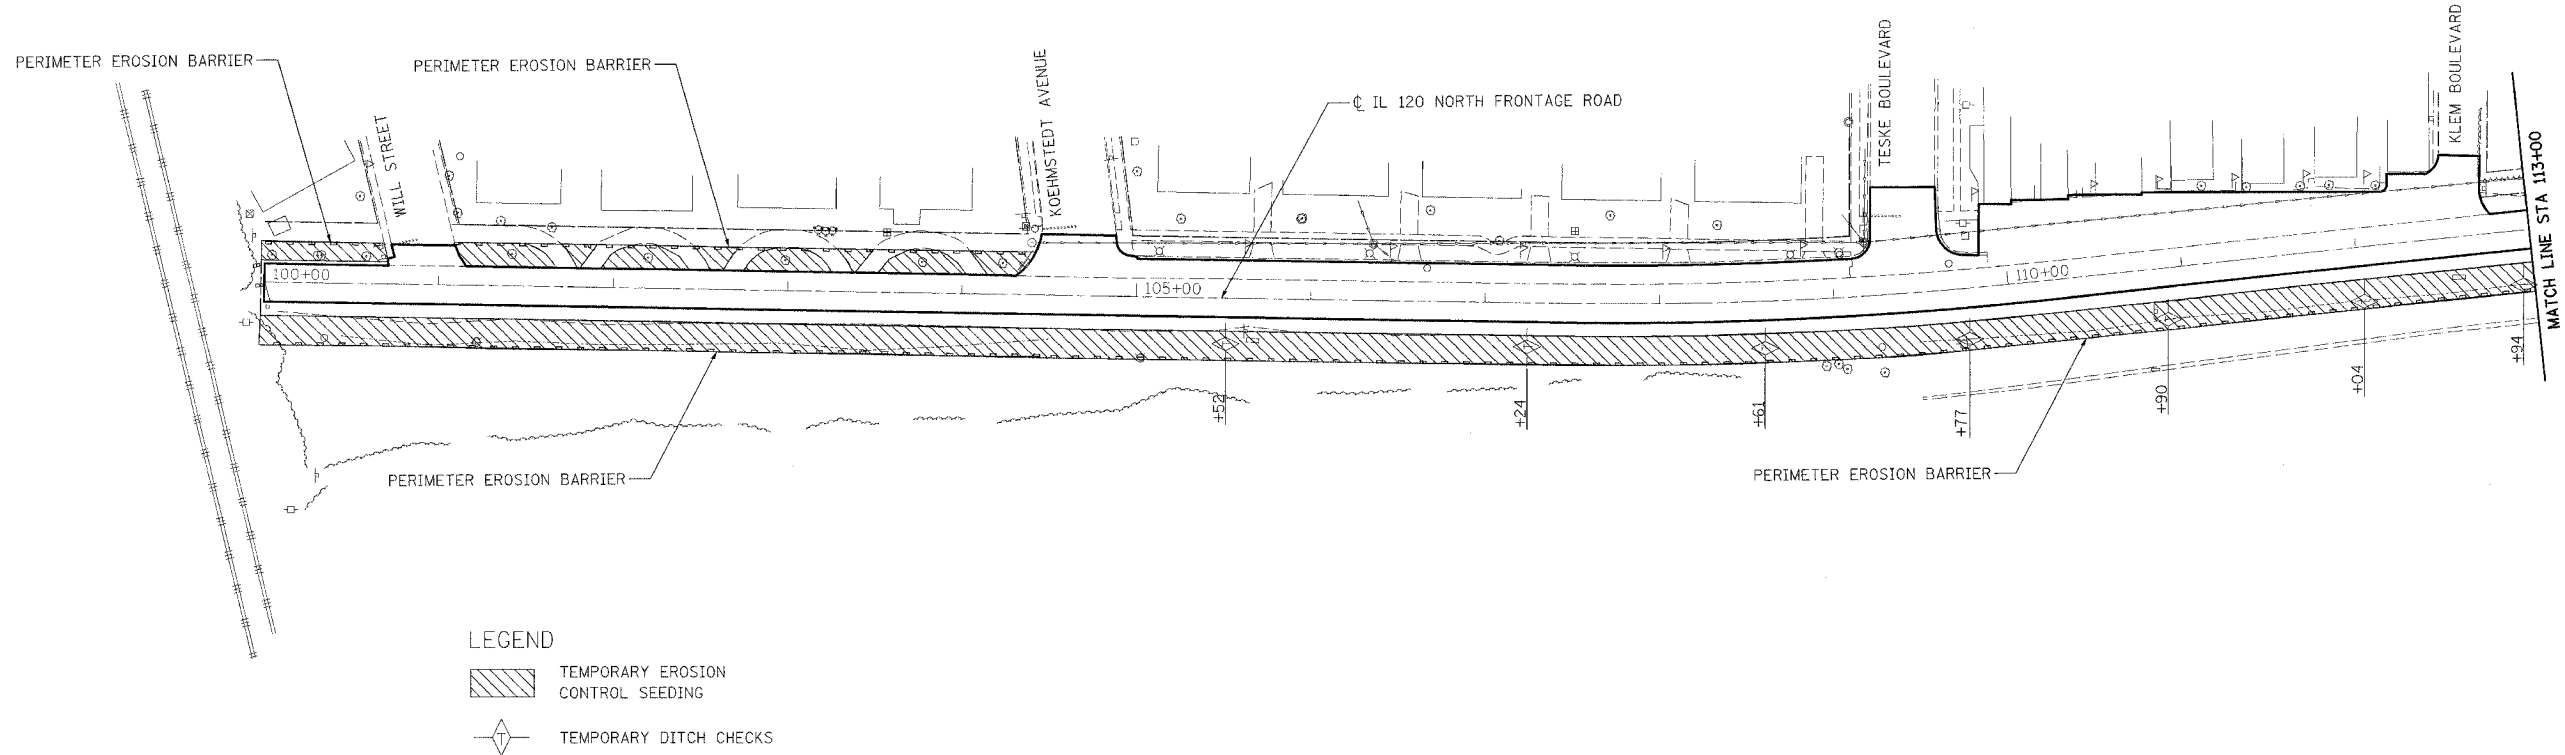 PERIMETER EROSION BARRIER
PERIMETER EROSION BARRIER
WILL STREET
KOEHMSTEDT AVENUE
℄ IL 120 NORTH FRONTAGE ROAD
TESKE BOULEVARD
KLEM BOULEVARD
MATCH LINE STA 113+00
100+00
105+00
110+00
+52
+24
+61
+77
+90
+04
+94
PERIMETER EROSION BARRIER
PERIMETER EROSION BARRIER
LEGEND
TEMPORARY EROSION
CONTROL SEEDING
T
TEMPORARY DITCH CHECKS